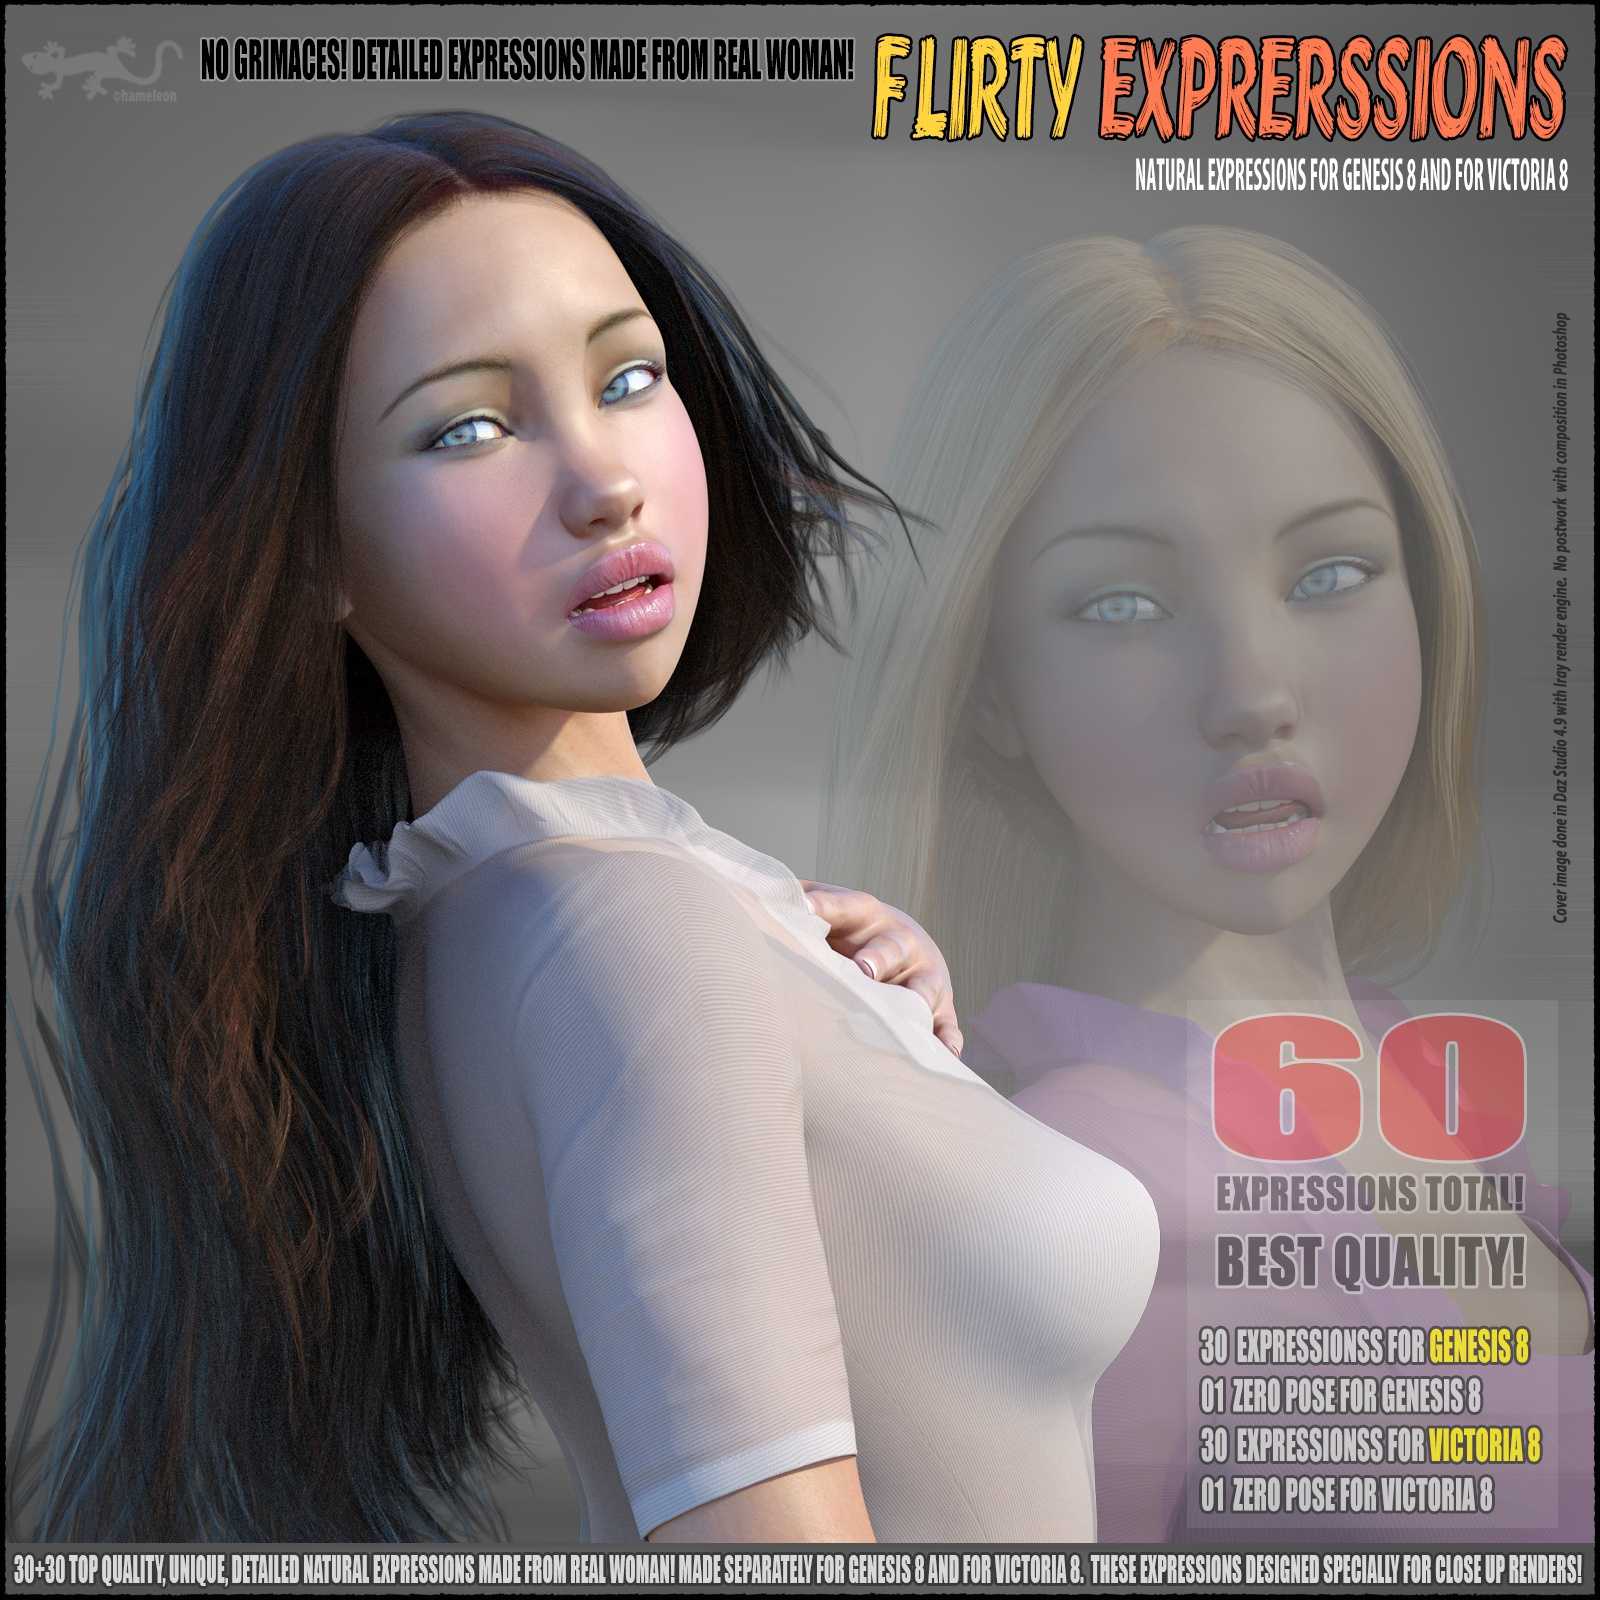 ©hameleon
NO GRIMACES! DETAILED EXPRESSIONS MADE FROM REAL WOMAN!
FLIRTY EXPRERSSIONS
NATURAL EXPRESSIONS FOR GENESIS 8 AND FOR VICTORIA 8
Cover image done in Daz Studio 4.9 with Iray render engine. No postwork with composition in Photoshop
60
EXPRESSIONS TOTAL!
BEST QUALITY!
30 EXPRESSIONSS FOR GENESIS 8
01 ZERO POSE FOR GENESIS 8
30 EXPRESSIONSS FOR VICTORIA 8
01 ZERO POSE FOR VICTORIA 8
30+30 TOP QUALITY, UNIQUE, DETAILED NATURAL EXPRESSIONS MADE FROM REAL WOMAN! MADE SEPARATELY FOR GENESIS 8 AND FOR VICTORIA 8. THESE EXPRESSIONS DESIGNED SPECIALLY FOR CLOSE UP RENDERS!